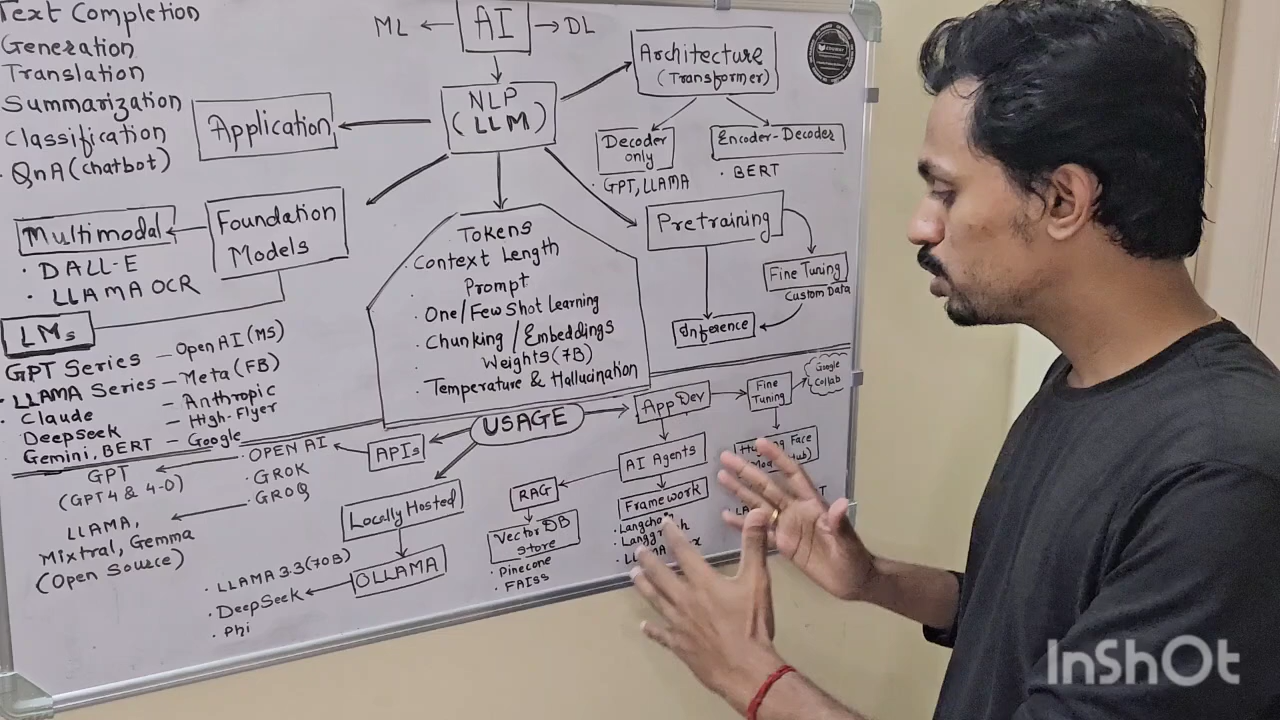 Text Completion
Generation
Translation
Summarization
Classification
· QnA (chatbot)
ML
AI
DL
NLP
(LLM)
Application
Architecture
(Transformer)
Decoder
only
· GPT, LLAMA
Encoder-Decoder
· BERT
Foundation
Models
Multimodal
· DALL-E
· LLAMA OCR
LMs
GPT Series – OpenAI (MS)
· LLAMA Series – Meta (FB)
· Claude – Anthropic
Deepseek – High-Flyer
Gemini, BERT – Google
Tokens
· Context Length
Prompt
· One/Few Shot Learning
· Chunking / Embeddings
Weights (7B)
· Temperature & Hallucination
Pretraining
Fine Tuning
Custom Data
Inference
USAGE
APIs
· OPEN AI
· GROK
· GROQ
GPT
(GPT4 & 4-O)
LLAMA,
Mixtral, Gemma
(Open Source)
Locally Hosted
OLLAMA
· LLAMA 3.3 (70B)
· DeepSeek
· Phi
App Dev
AI Agents
RAG
Vector DB
store
· Pinecone
· FAISS
Framework
· Langchain
Fine
Tuning
Google
Collab
Face
InShOt